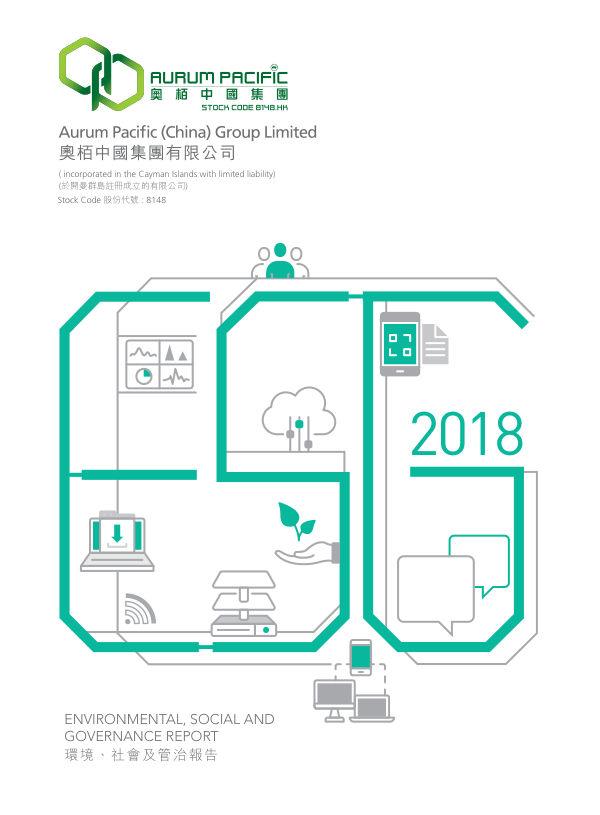 AURUM PACIFIC
奧栢中國集團
STOCK CODE 8148.HK
Aurum Pacific (China) Group Limited
奧栢中國集團有限公司
( incorporated in the Cayman Islands with limited liability)
(於開曼群島註冊成立的有限公司)
Stock Code 股份代號 : 8148
ESG
2018
ENVIRONMENTAL, SOCIAL AND
GOVERNANCE REPORT
環境、社會及管治報告